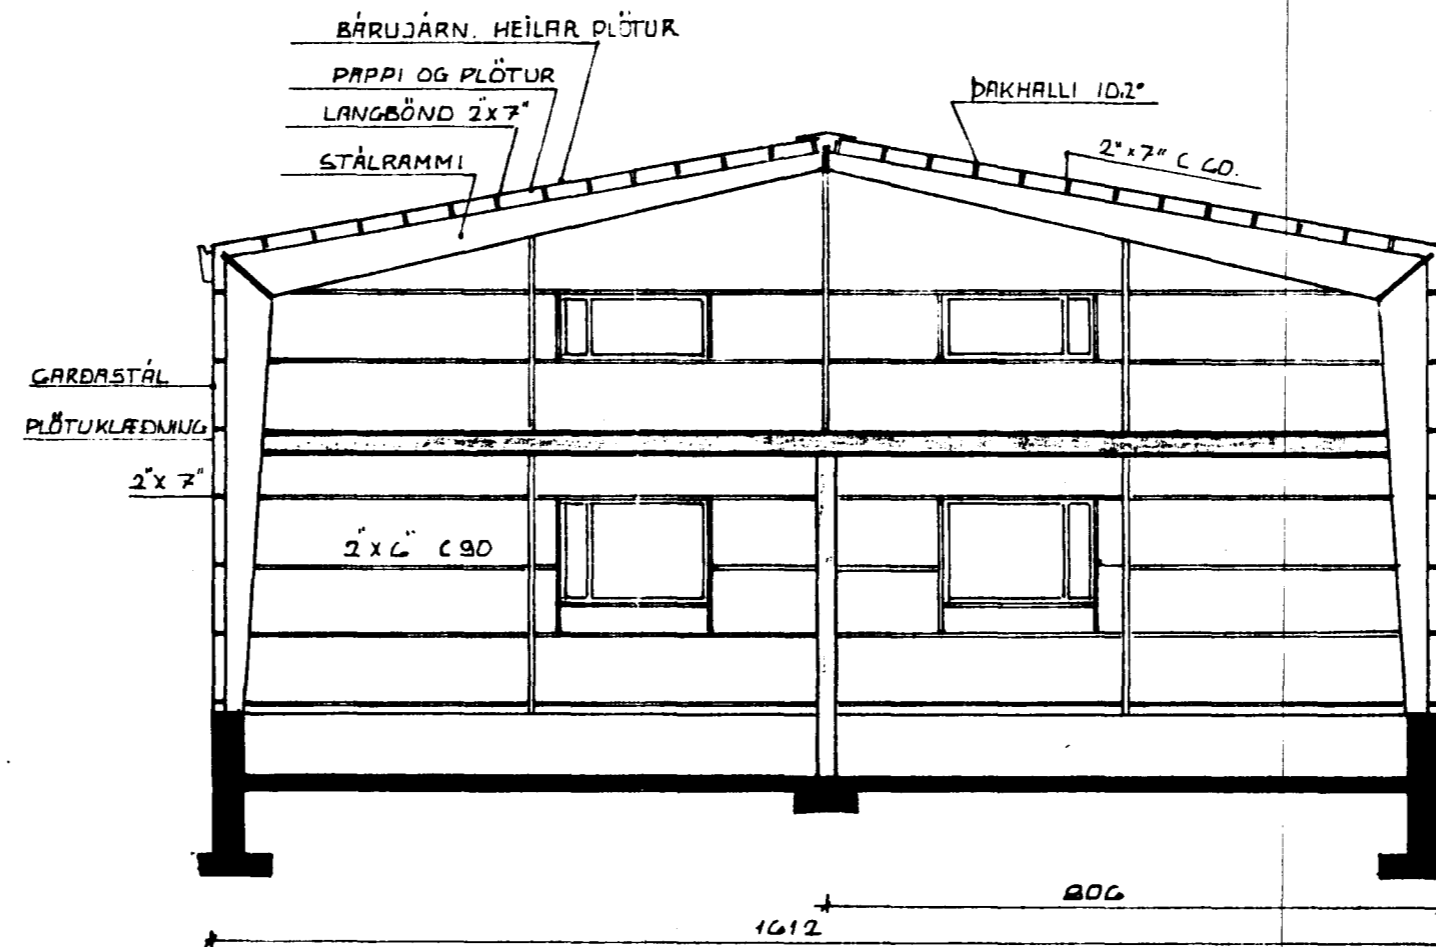 BÁRUJÁRN. HEILAR PLÖTUR
PAPPI OG PLÖTUR
LANGBÖND 2"x7"
STÁLRAMMI
ÞAKHALLI 10.2°
2"x7" C 60.
GARÐASTÁL
PLÖTUKLÆÐNING
2"x 7"
2"x6" C 90
806
1612